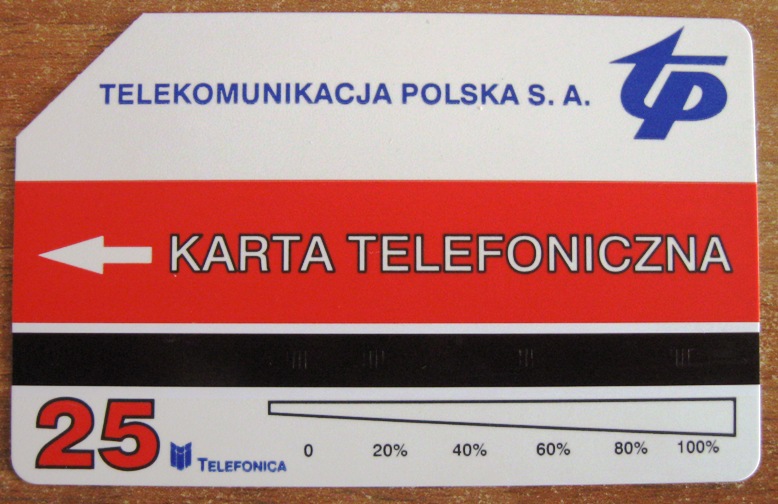 TELEKOMUNIKACJA POLSKA S. A.
tp
KARTA TELEFONICZNA
25
TELEFONICA
0 20% 40% 60% 80% 100%